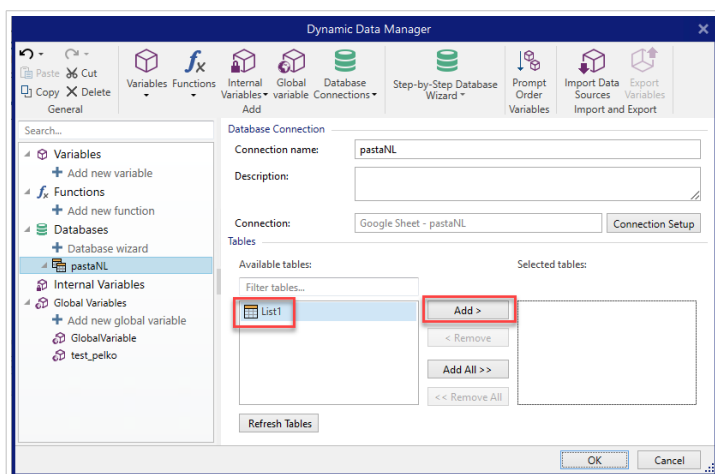 Dynamic Data Manager
Paste Cut
Copy Delete
General
Variables Functions
Internal Variables
Global variable
Database Connections
Add
Step-by-Step Database Wizard
Prompt Order
Variables
Import Data Sources
Export Variables
Import and Export
Search...
Variables
Add new variable
Functions
Add new function
Databases
Database wizard
pastaNL
Internal Variables
Global Variables
Add new global variable
GlobalVariable
test_pelko
Database Connection
Connection name: pastaNL
Description:
Connection: Google Sheet - pastaNL Connection Setup
Tables
Available tables: Selected tables:
Filter tables...
List1
Add >
< Remove
Add All >>
<< Remove All
Refresh Tables
OK Cancel